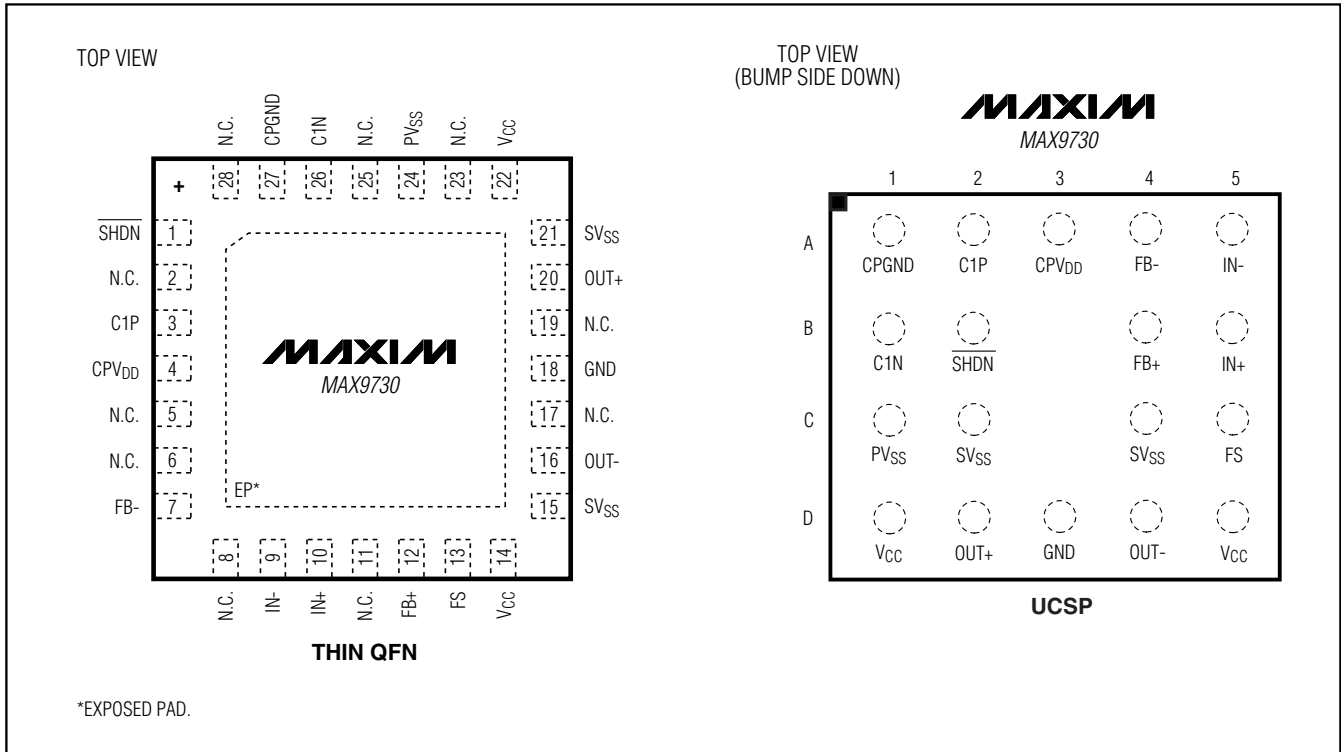 TOP VIEW
N.C. CPGND C1N N.C. PVSS N.C. VCC
28 27 26 25 24 23 22
+
SHDN 1
N.C. 2
C1P 3
CPVDD 4
N.C. 5
N.C. 6
FB- 7
21 SVSS
20 OUT+
19 N.C.
18 GND
17 N.C.
16 OUT-
15 SVSS
MAXIM
MAX9730
EP*
8 9 10 11 12 13 14
N.C. IN- IN+ N.C. FB+ FS VCC
THIN QFN
*EXPOSED PAD.
TOP VIEW
(BUMP SIDE DOWN)
MAXIM
MAX9730
1 2 3 4 5
A
CPGND C1P CPVDD FB- IN-
B
C1N SHDN FB+ IN+
C
PVSS SVSS SVSS FS
D
VCC OUT+ GND OUT- VCC
UCSP